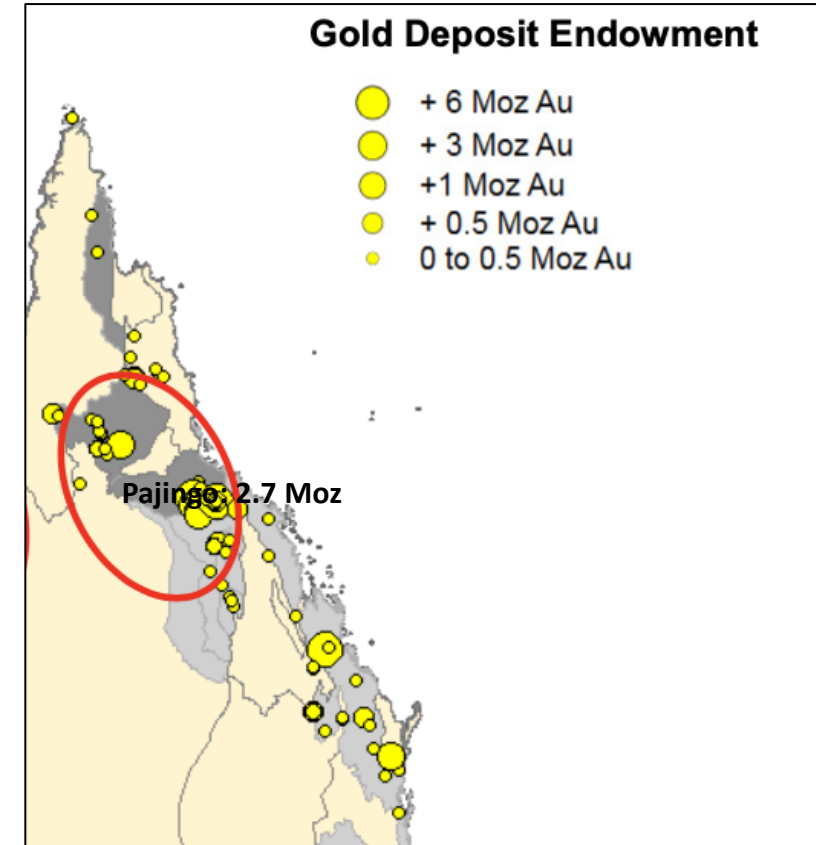 Gold Deposit Endowment
+ 6 Moz Au
+ 3 Moz Au
+1 Moz Au
+ 0.5 Moz Au
0 to 0.5 Moz Au
Pajingo: 2.7 Moz